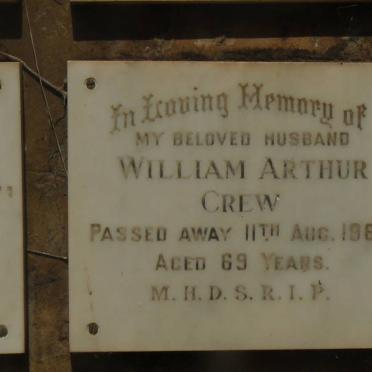 In Loving Memory of
MY BELOVED HUSBAND
WILLIAM ARTHUR
CREW
PASSED AWAY 11TH AUG. 198
AGED 69 YEARS.
M. H. D. S. R. I. P.